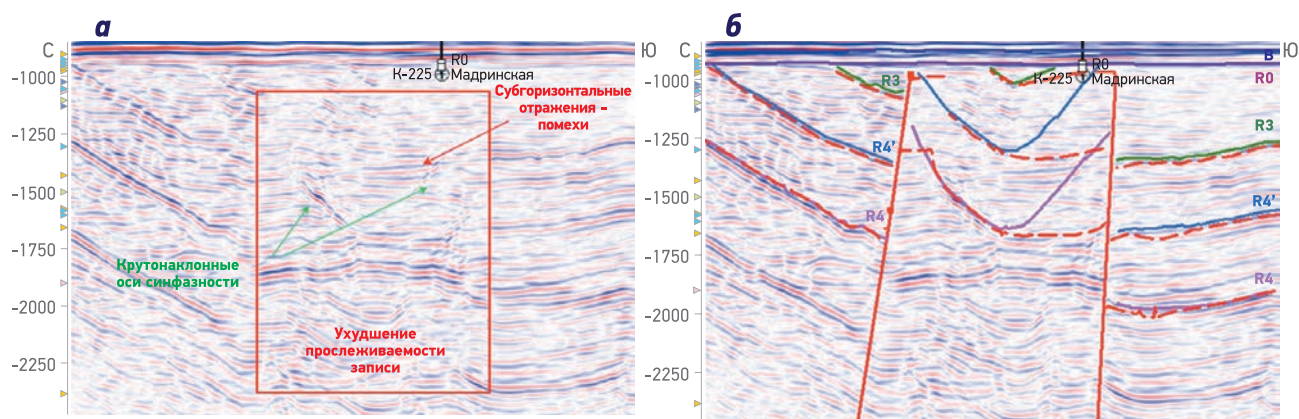 а
С
Ю
R0
К-225 Мадринская
-1000
-1250
-1500
-1750
-2000
-2250
Субгоризонтальные
отражения –
помехи
Крутонаклонные
оси синфазности
Ухудшение
прослеживаемости
записи
б
С
Ю
B
R0
R0
К-225 Мадринская
R3
R3
R4'
R4'
R4
R4
-1000
-1250
-1500
-1750
-2000
-2250